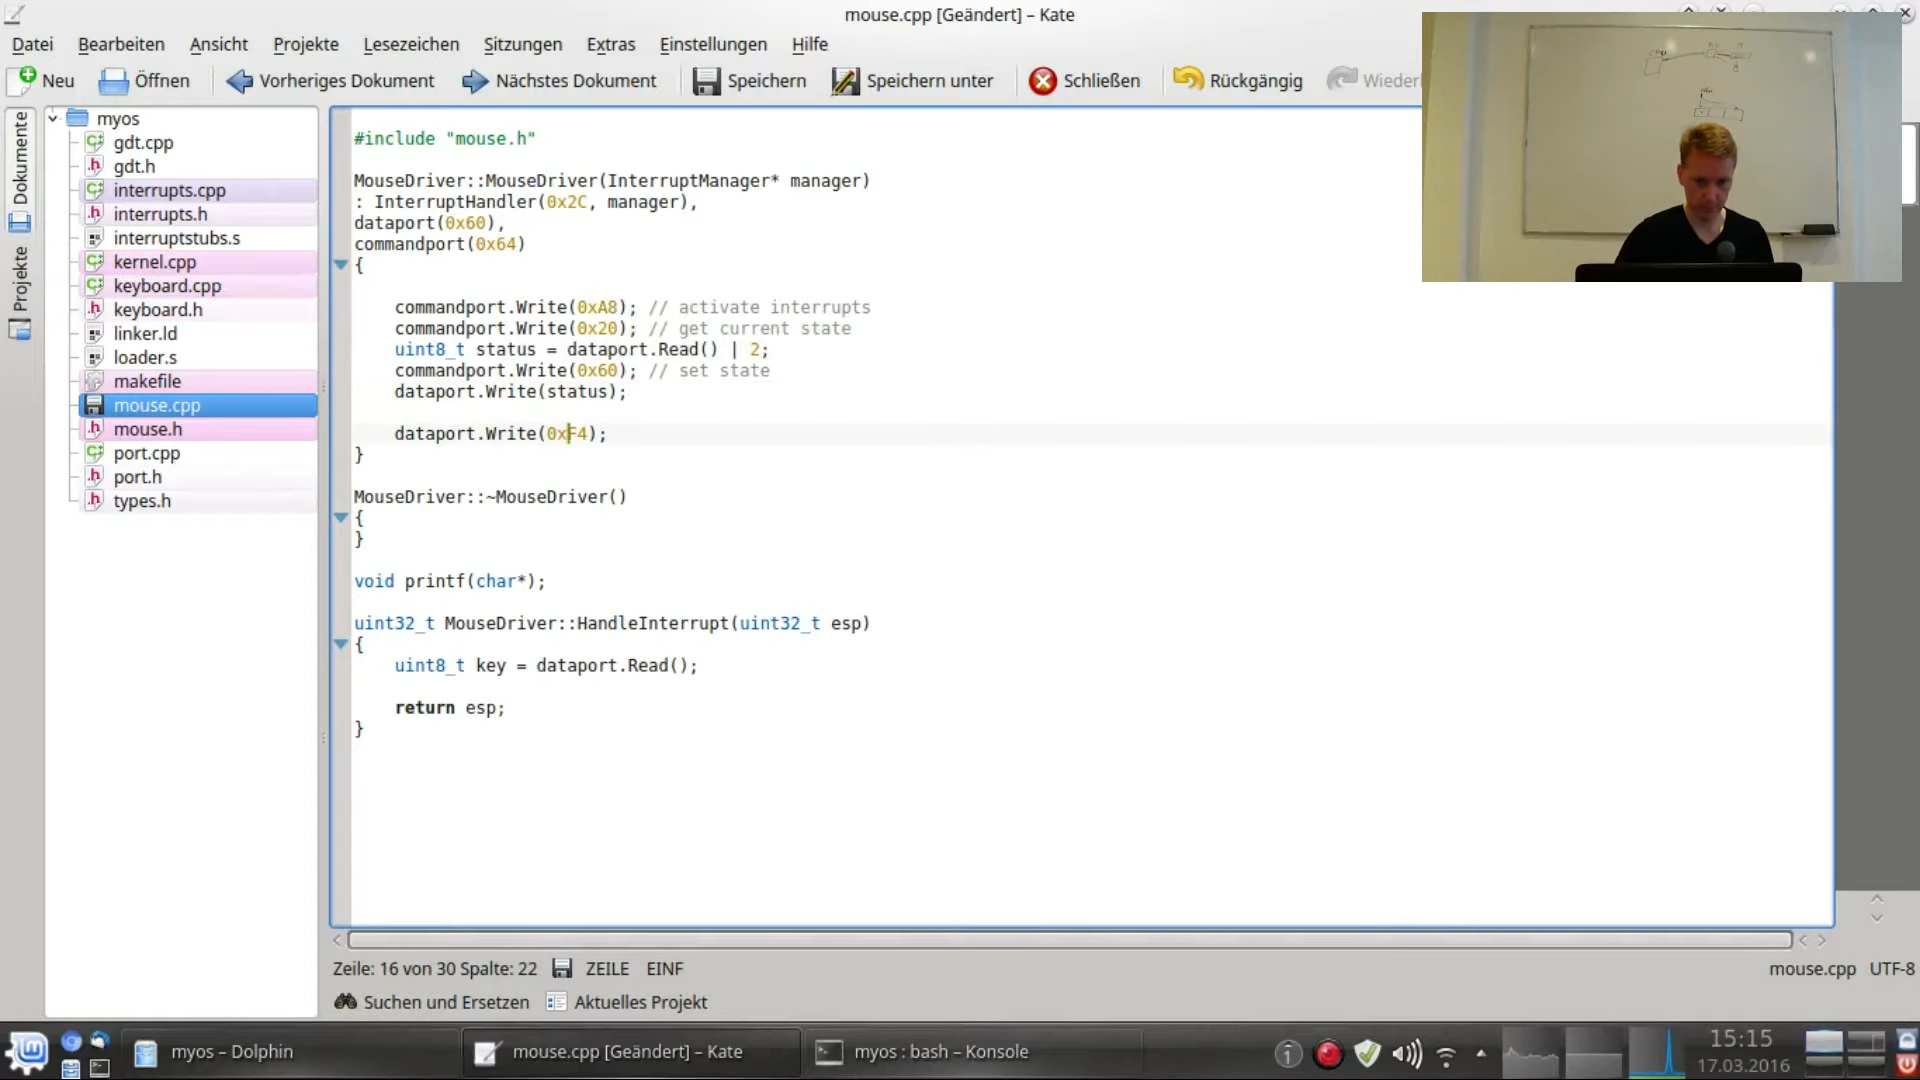 mouse.cpp [Geändert] – Kate
Datei Bearbeiten Ansicht Projekte Lesezeichen Sitzungen Extras Einstellungen Hilfe
Neu Öffnen Vorheriges Dokument Nächstes Dokument Speichern Speichern unter Schließen Rückgängig
Dokumente
Projekte
myos
gdt.cpp
gdt.h
interrupts.cpp
interrupts.h
interruptstubs.s
kernel.cpp
keyboard.cpp
keyboard.h
linker.ld
loader.s
makefile
mouse.cpp
mouse.h
port.cpp
port.h
types.h
#include "mouse.h"
MouseDriver::MouseDriver(InterruptManager* manager)
: InterruptHandler(0x2C, manager),
dataport(0x60),
commandport(0x64)
{
commandport.Write(0xA8); // activate interrupts
commandport.Write(0x20); // get current state
uint8_t status = dataport.Read() | 2;
commandport.Write(0x60); // set state
dataport.Write(status);
dataport.Write(0xF4);
}
MouseDriver::~MouseDriver()
{
}
void printf(char*);
uint32_t MouseDriver::HandleInterrupt(uint32_t esp)
{
uint8_t key = dataport.Read();
return esp;
}
Zeile: 16 von 30 Spalte: 22 ZEILE EINF mouse.cpp UTF-8
Suchen und Ersetzen Aktuelles Projekt
myos – Dolphin mouse.cpp [Geändert] – Kate myos : bash – Konsole
15:15
17.03.2016